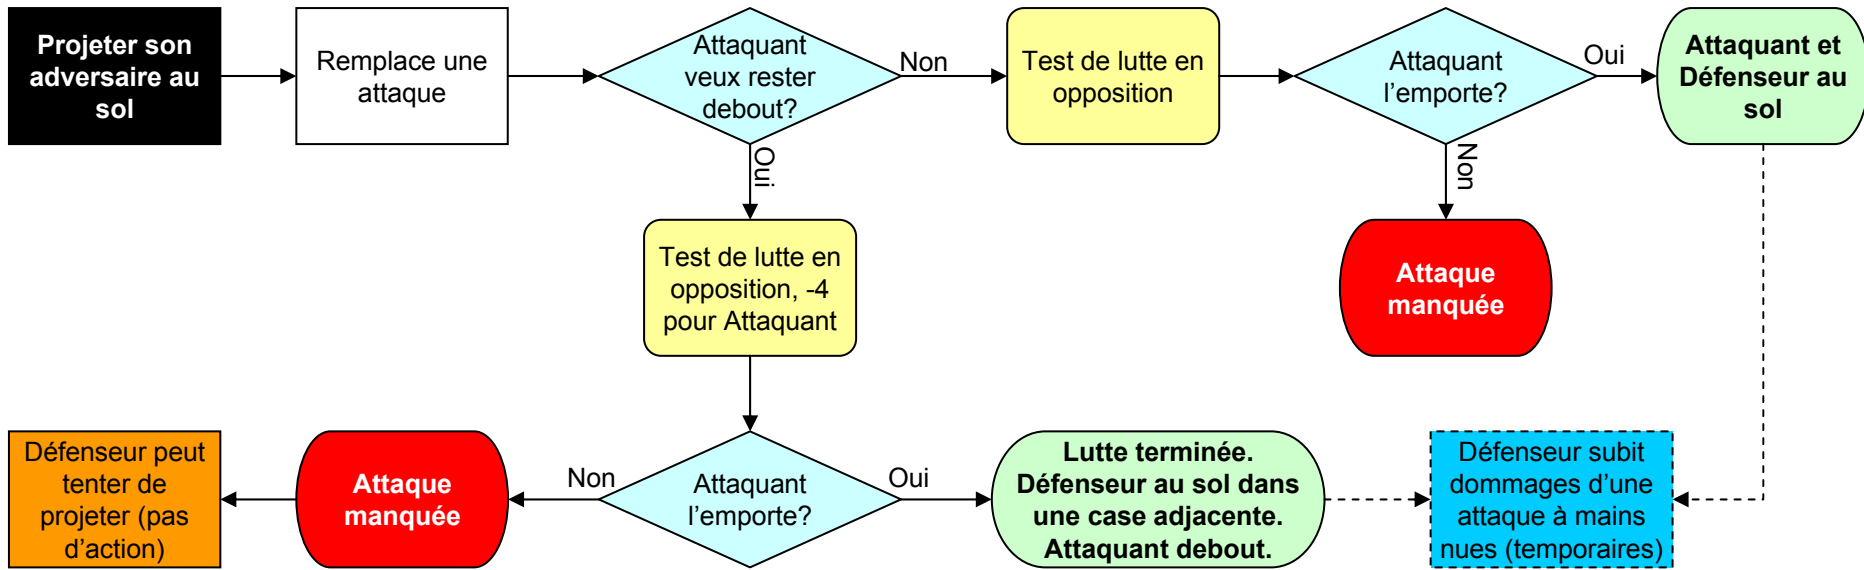 Projeter son
adversaire au
sol
Remplace une
attaque
Attaquant
veux rester
debout?
Non
Test de lutte en
opposition
Attaquant
l’emporte?
Oui
Attaquant et
Défenseur au
sol
Oui
Non
Test de lutte en
opposition, -4
pour Attaquant
Attaque
manquée
Défenseur peut
tenter de
projeter (pas
d’action)
Attaque
manquée
Non
Attaquant
l’emporte?
Oui
Lutte terminée.
Défenseur au sol dans
une case adjacente.
Attaquant debout.
Défenseur subit
dommages d’une
attaque à mains
nues (temporaires)